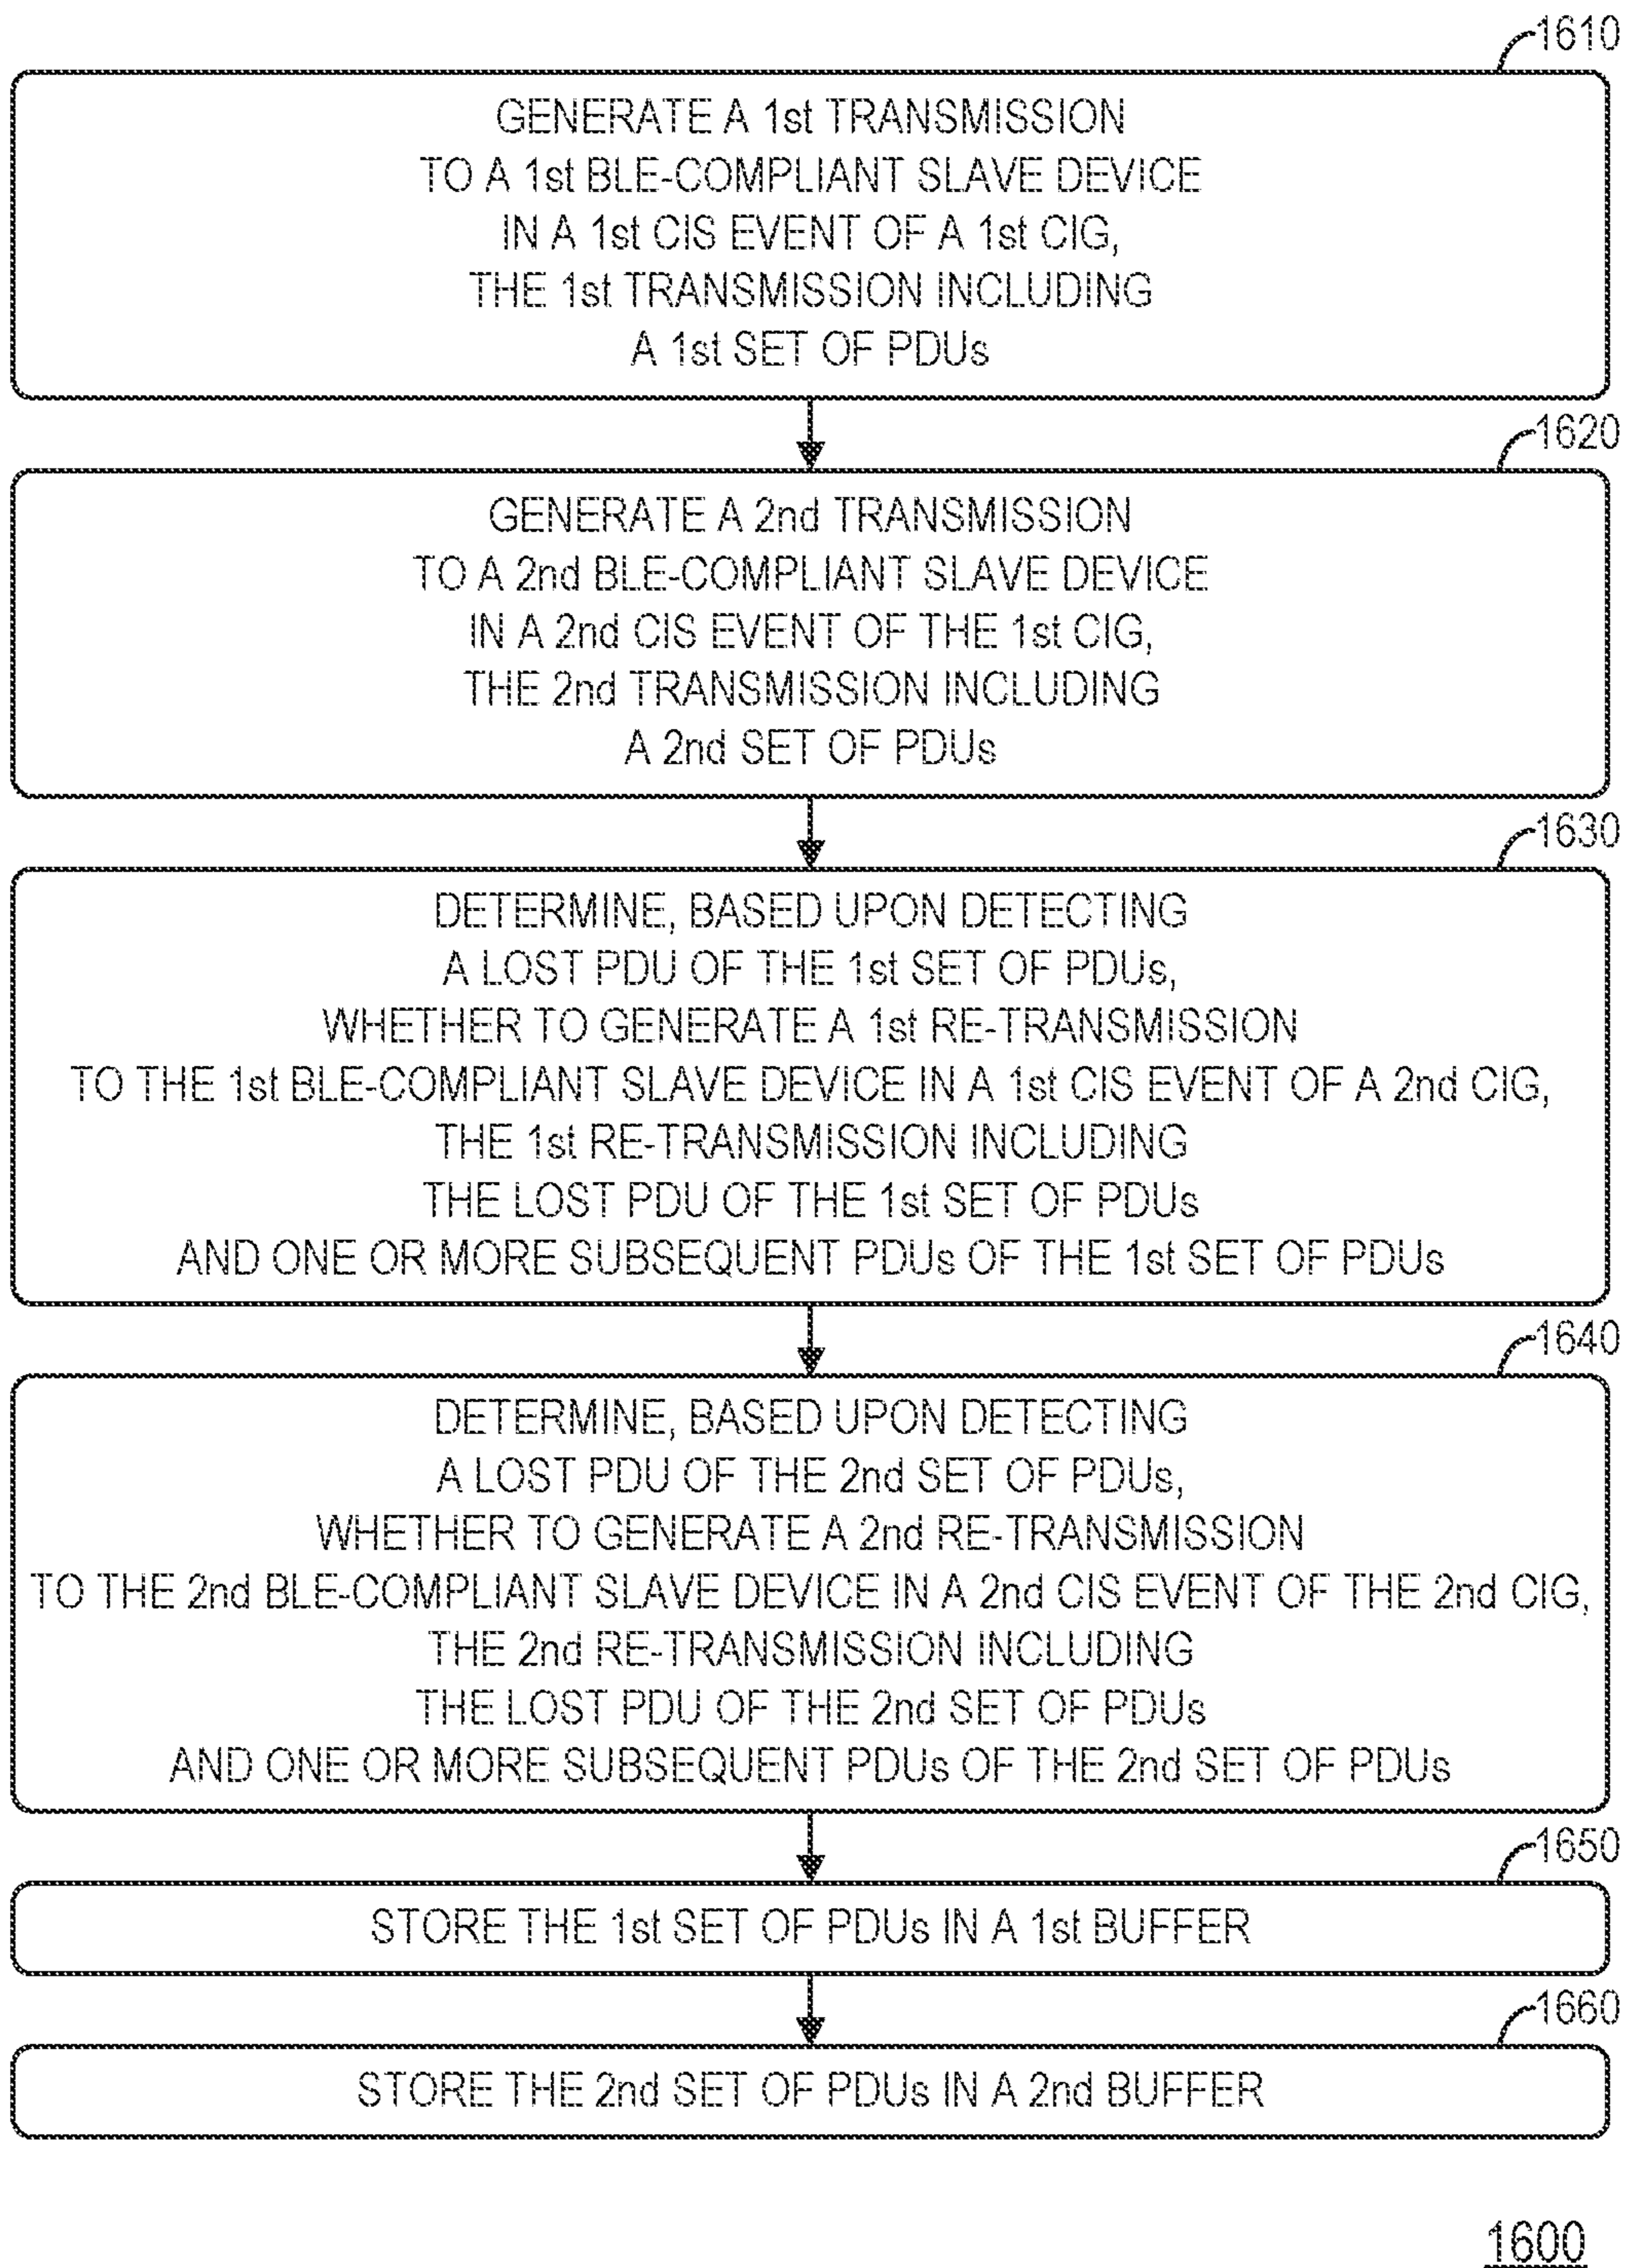 1610
GENERATE A 1st TRANSMISSION
TO A 1st BLE-COMPLIANT SLAVE DEVICE
IN A 1st CIS EVENT OF A 1st CIG,
THE 1st TRANSMISSION INCLUDING
A 1st SET OF PDUs
1620
GENERATE A 2nd TRANSMISSION
TO A 2nd BLE-COMPLIANT SLAVE DEVICE
IN A 2nd CIS EVENT OF THE 1st CIG,
THE 2nd TRANSMISSION INCLUDING
A 2nd SET OF PDUs
1630
DETERMINE, BASED UPON DETECTING
A LOST PDU OF THE 1st SET OF PDUs,
WHETHER TO GENERATE A 1st RE-TRANSMISSION
TO THE 1st BLE-COMPLIANT SLAVE DEVICE IN A 1st CIS EVENT OF A 2nd CIG,
THE 1st RE-TRANSMISSION INCLUDING
THE LOST PDU OF THE 1st SET OF PDUs
AND ONE OR MORE SUBSEQUENT PDUs OF THE 1st SET OF PDUs
1640
DETERMINE, BASED UPON DETECTING
A LOST PDU OF THE 2nd SET OF PDUs,
WHETHER TO GENERATE A 2nd RE-TRANSMISSION
TO THE 2nd BLE-COMPLIANT SLAVE DEVICE IN A 2nd CIS EVENT OF THE 2nd CIG,
THE 2nd RE-TRANSMISSION INCLUDING
THE LOST PDU OF THE 2nd SET OF PDUs
AND ONE OR MORE SUBSEQUENT PDUs OF THE 2nd SET OF PDUs
1650
STORE THE 1st SET OF PDUs IN A 1st BUFFER
1660
STORE THE 2nd SET OF PDUs IN A 2nd BUFFER
1600